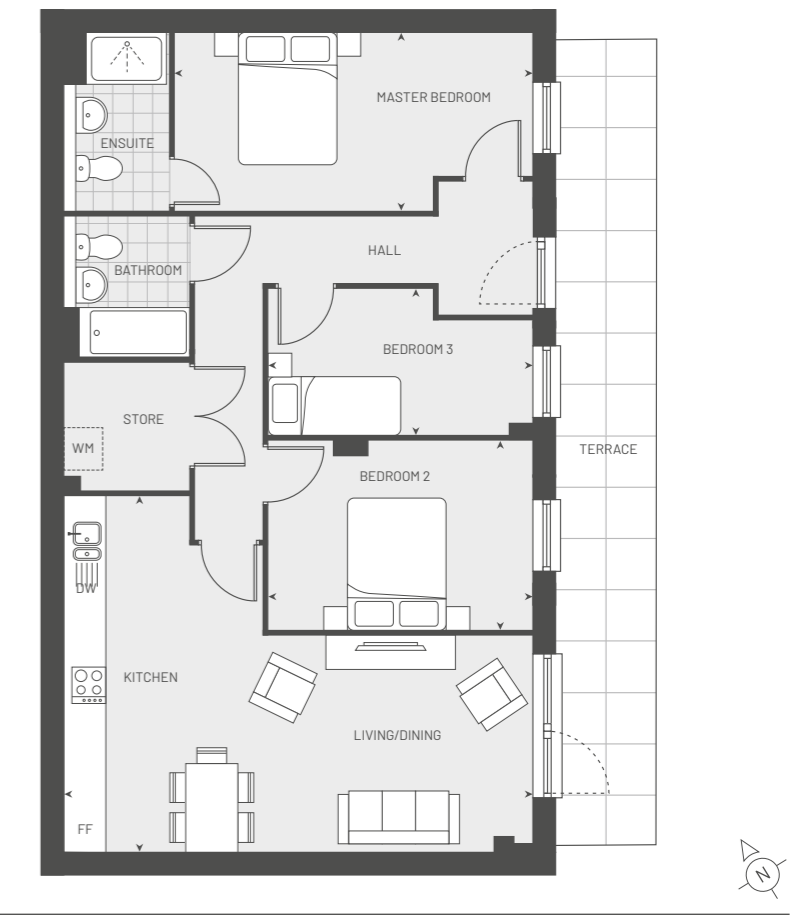 MASTER BEDROOM
ENSUITE
HALL
BATHROOM
BEDROOM 3
STORE
WM
TERRACE
BEDROOM 2
DW
KITCHEN
LIVING/DINING
FF
N